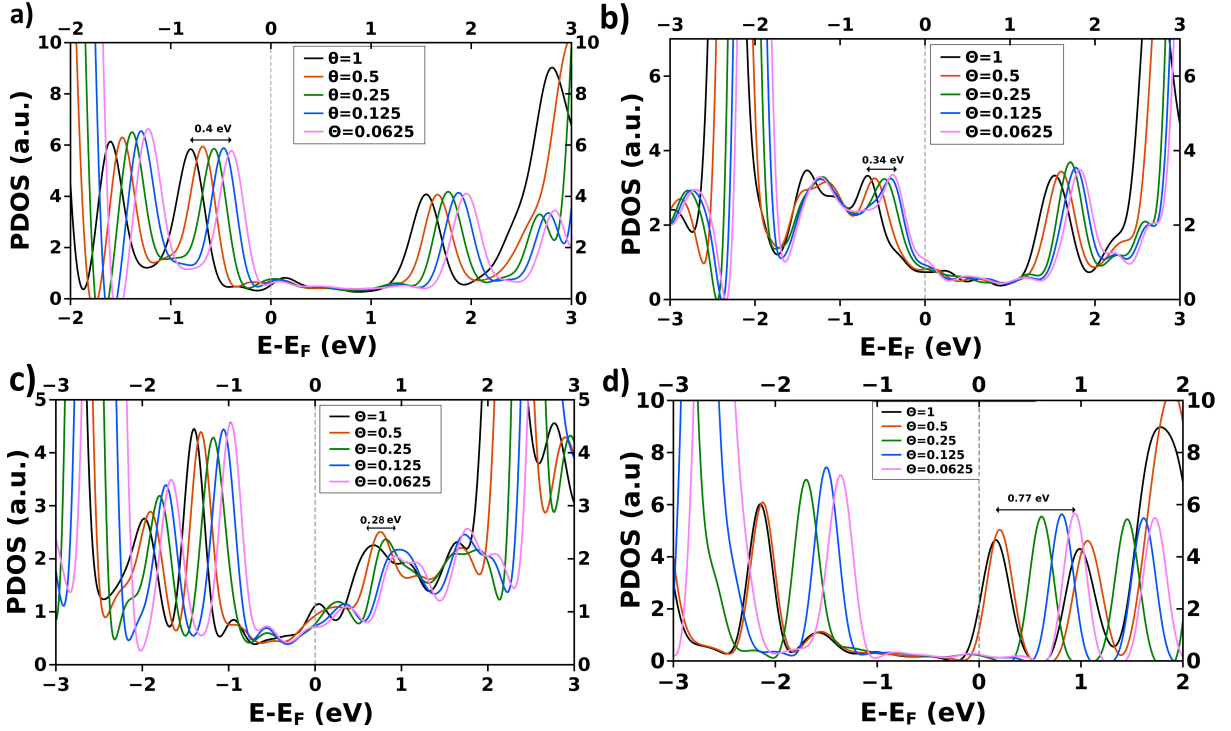 a)
−2 −1 0 1 2 3
10 8 6 4 2 0
PDOS (a.u.)
θ=1
θ=0.5
θ=0.25
θ=0.125
Θ=0.0625
0.4 eV
10 8 6 4 2 0
−2 −1 0 1 2 3
E-E_F (eV)
b)
−3 −2 −1 0 1 2 3
6 4 2 0
PDOS (a.u.)
Θ=1
Θ=0.5
Θ=0.25
Θ=0.125
Θ=0.0625
0.34 eV
6 4 2 0
−3 −2 −1 0 1 2 3
E-E_F (eV)
c)
−3 −2 −1 0 1 2 3
5 4 3 2 1 0
PDOS (a.u.)
Θ=1
Θ=0.5
Θ=0.25
Θ=0.125
Θ=0.0625
0.28 eV
5 4 3 2 1 0
−3 −2 −1 0 1 2 3
E-E_F (eV)
d)
−3 −2 −1 0 1 2
10 8 6 4 2 0
PDOS (a.u)
Θ=1
Θ=0.5
Θ=0.25
Θ=0.125
Θ=0.0625
0.77 eV
10 8 6 4 2 0
−3 −2 −1 0 1 2
E-E_F (eV)